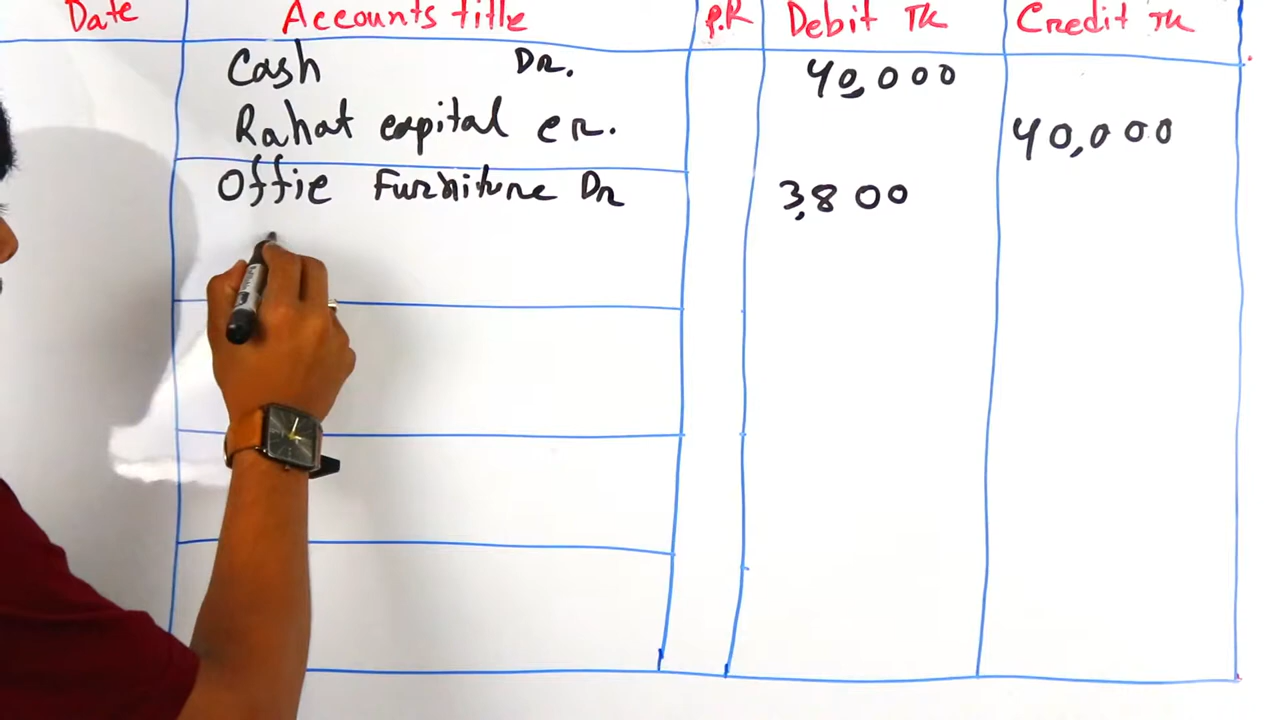 Date Accounts title P.R Debit TK Credit TK
Cash DR. 40,000
Rahat capital cr. 40,000
Offie Furniture Dr 3,800